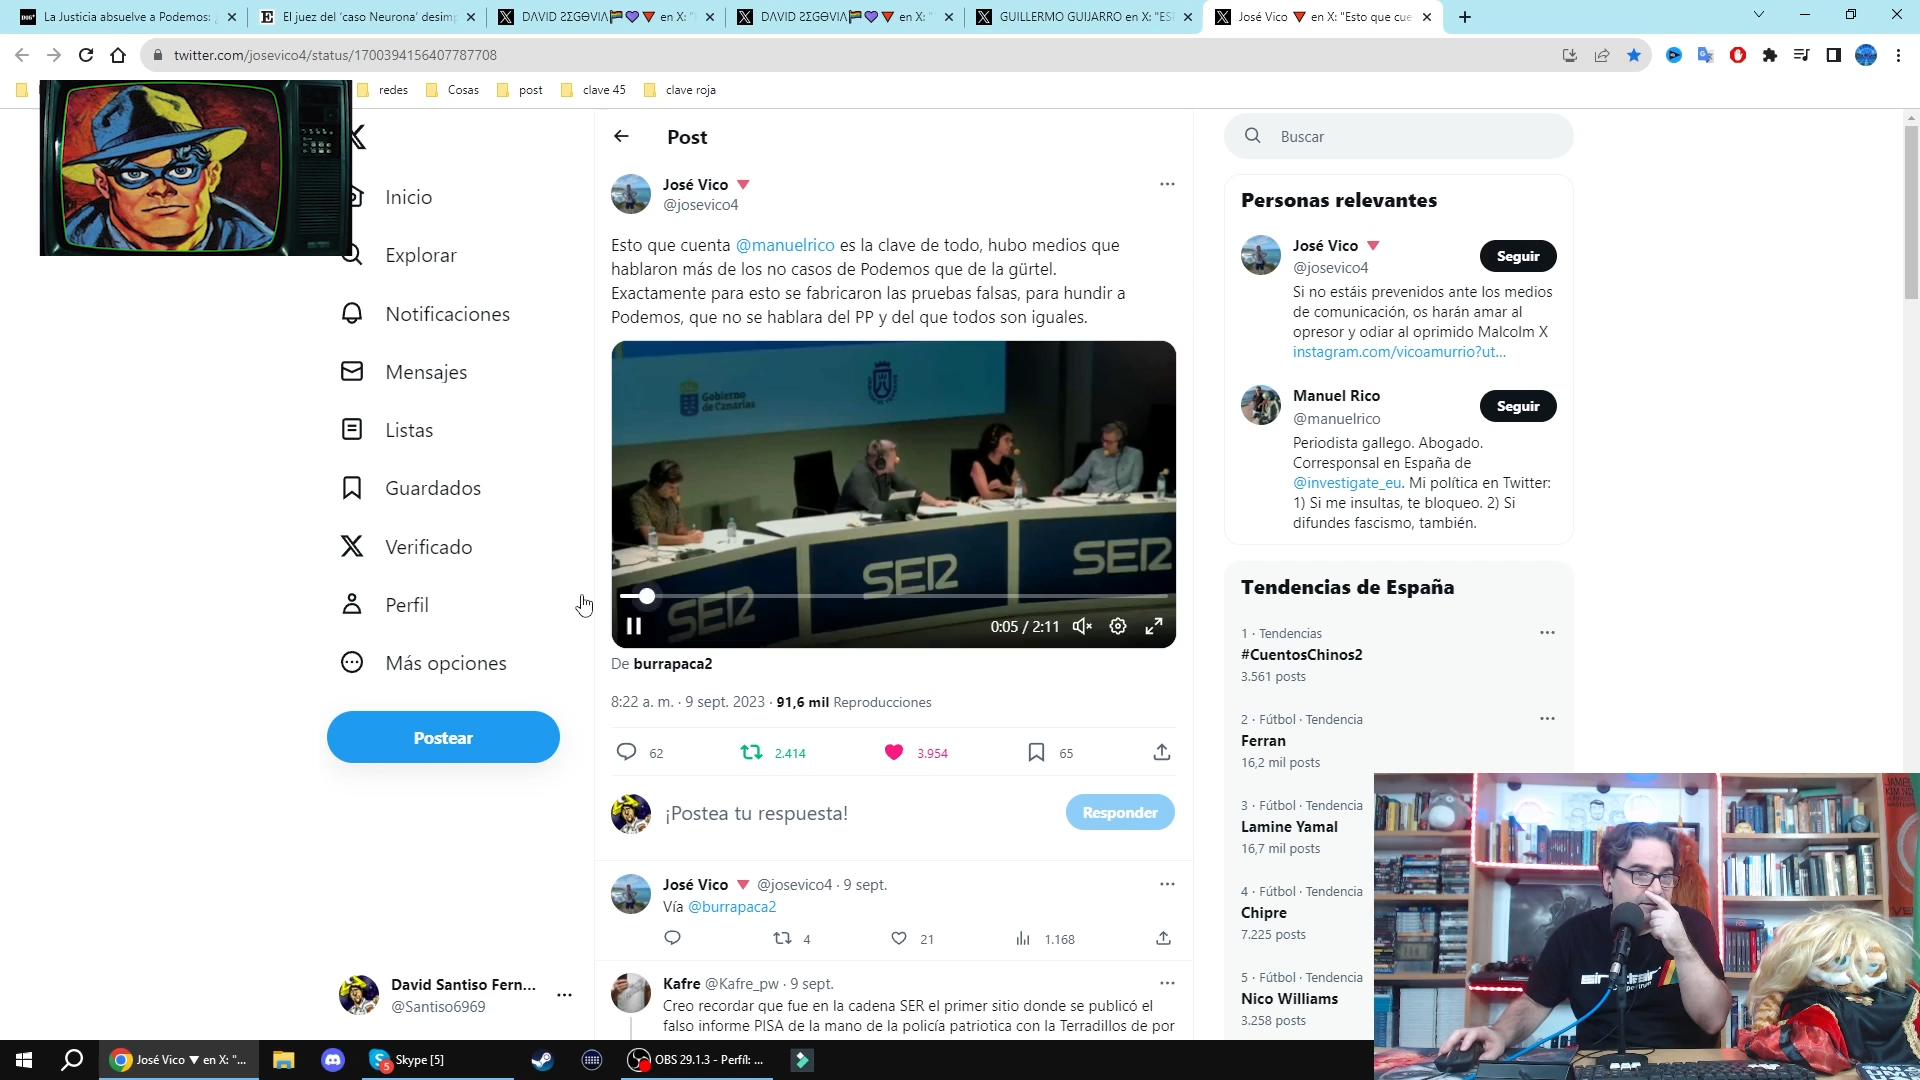 La Justicia absuelve a Podemos: ¿
El juez del 'caso Neurona' desimp
GUILLERMO GUIJARRO en X: "ESP
José Vico 🔻 en X: "Esto que cue
twitter.com/josevico4/status/1700394156407787708
redes
Cosas
post
clave 45
clave roja
Inicio
Explorar
Notificaciones
Mensajes
Listas
Guardados
Verificado
Perfil
Más opciones
Postear
David Santiso Fern...
@Santiso6969
Post
José Vico 🔻
@josevico4
Esto que cuenta @manuelrico es la clave de todo, hubo medios que
hablaron más de los no casos de Podemos que de la gürtel.
Exactamente para esto se fabricaron las pruebas falsas, para hundir a
Podemos, que no se hablara del PP y del que todos son iguales.
Gobierno
de Canarias
SER
SER
SER
0:05 / 2:11
De burrapaca2
8:22 a. m. · 9 sept. 2023 · 91,6 mil Reproducciones
62
2.414
3.954
65
¡Postea tu respuesta!
Responder
José Vico 🔻 @josevico4 · 9 sept.
Vía @burrapaca2
4
21
1.168
Kafre @Kafre_pw · 9 sept.
Creo recordar que fue en la cadena SER el primer sitio donde se publicó el
falso informe PISA de la mano de la policía patriotica con la Terradillos de por
Buscar
Personas relevantes
José Vico 🔻
@josevico4
Seguir
Si no estáis prevenidos ante los medios
de comunicación, os harán amar al
opresor y odiar al oprimido Malcolm X
instagram.com/vicoamurrio?ut...
Manuel Rico
@manuelrico
Seguir
Periodista gallego. Abogado.
Corresponsal en España de
@investigate_eu. Mi política en Twitter:
1) Si me insultas, te bloqueo. 2) Si
difundes fascismo, también.
Tendencias de España
1 · Tendencias
#CuentosChinos2
3.561 posts
2 · Fútbol · Tendencia
Ferran
16,2 mil posts
3 · Fútbol · Tendencia
Lamine Yamal
16,7 mil posts
4 · Fútbol · Tendencia
Chipre
7.225 posts
5 · Fútbol · Tendencia
Nico Williams
3.258 posts
sinclair
José Vico ▼ en X: "...
Skype [5]
5
OBS 29.1.3 - Perfil: ...